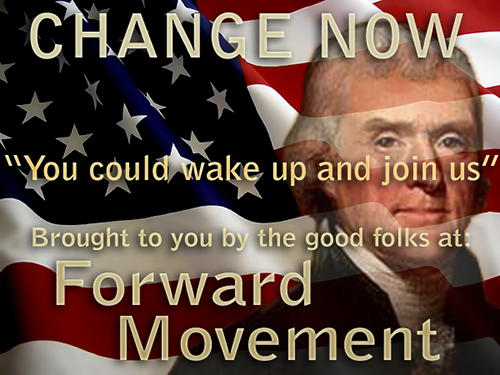 CHANGE NOW
“You could wake up and join us”
Brought to you by the good folks at:
Forward
Movement